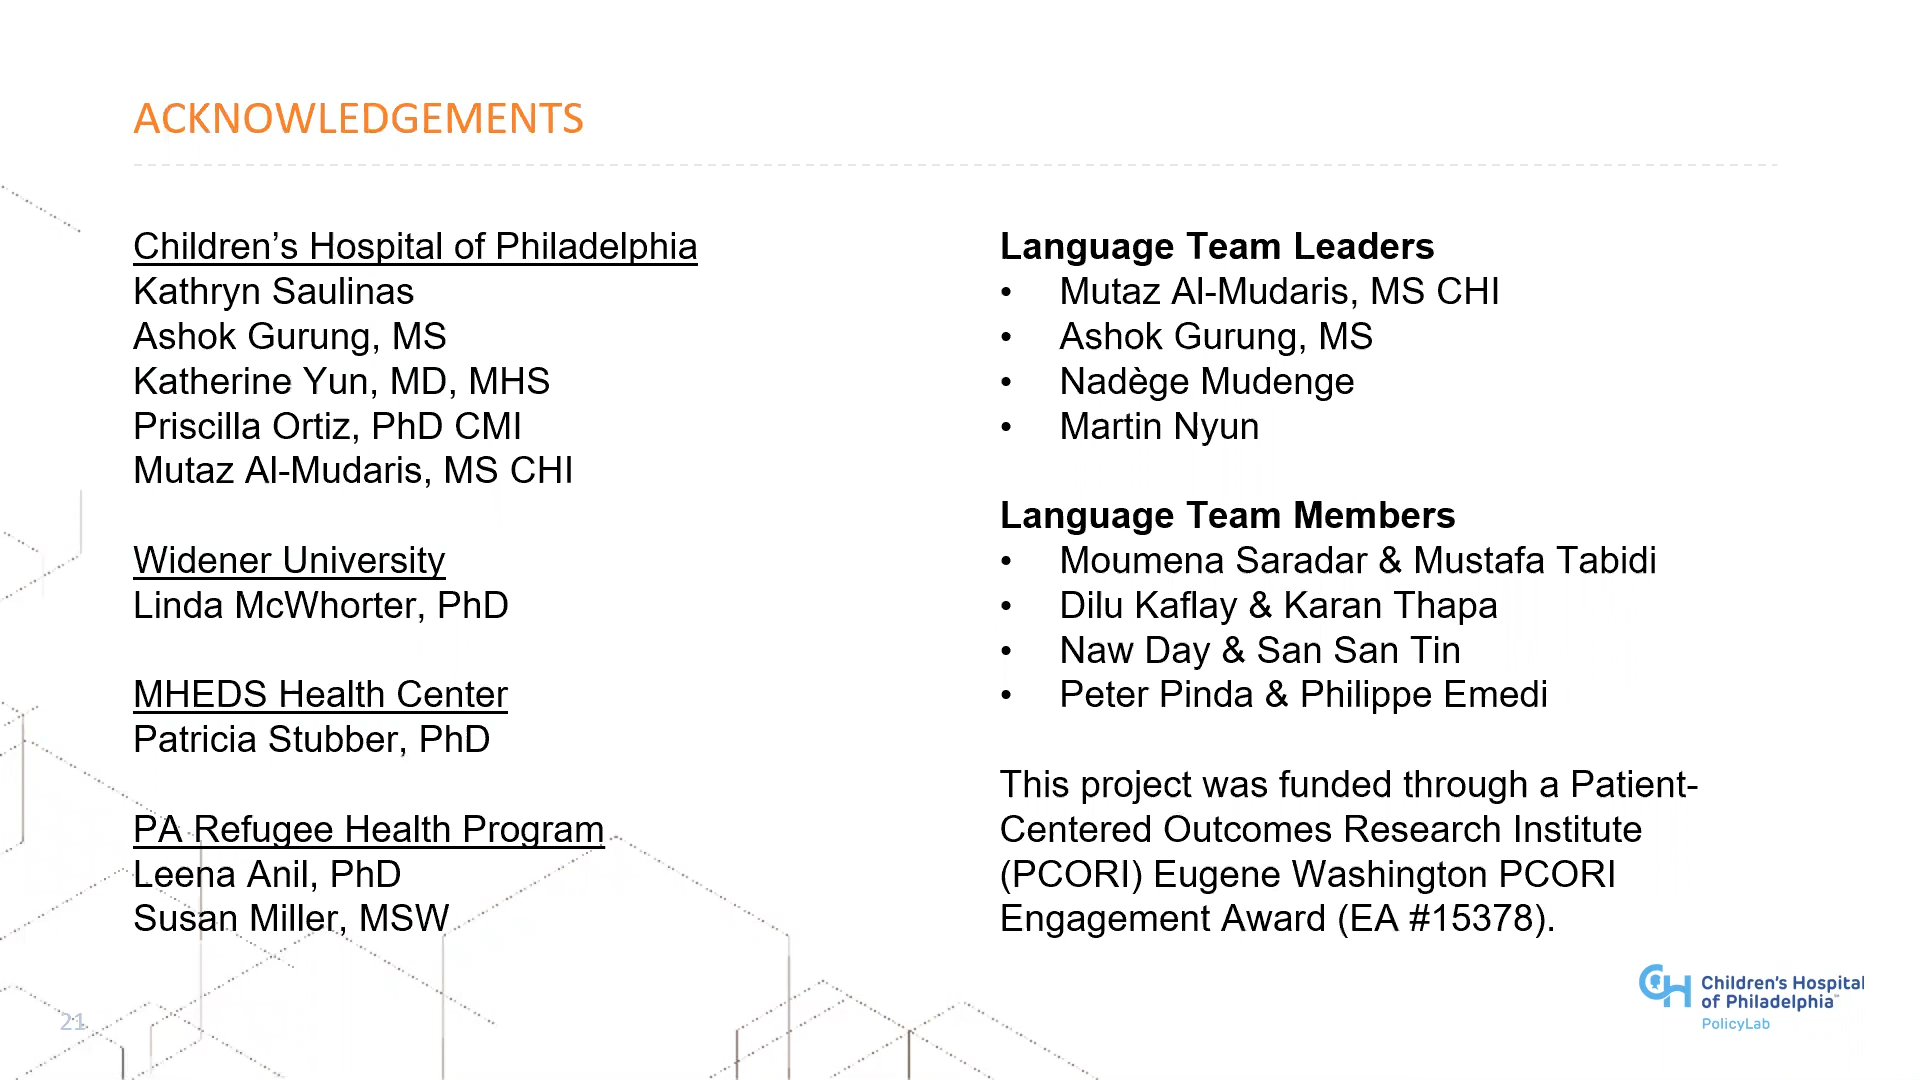 ACKNOWLEDGEMENTS
Children’s Hospital of Philadelphia
Kathryn Saulinas
Ashok Gurung, MS
Katherine Yun, MD, MHS
Priscilla Ortiz, PhD CMI
Mutaz Al-Mudaris, MS CHI
Widener University
Linda McWhorter, PhD
MHEDS Health Center
Patricia Stubber, PhD
PA Refugee Health Program
Leena Anil, PhD
Susan Miller, MSW
Language Team Leaders
• Mutaz Al-Mudaris, MS CHI
• Ashok Gurung, MS
• Nadège Mudenge
• Martin Nyun
Language Team Members
• Moumena Saradar & Mustafa Tabidi
• Dilu Kaflay & Karan Thapa
• Naw Day & San San Tin
• Peter Pinda & Philippe Emedi
This project was funded through a Patient-
Centered Outcomes Research Institute
(PCORI) Eugene Washington PCORI
Engagement Award (EA #15378).
21
Children's Hospital
of Philadelphia™
PolicyLab